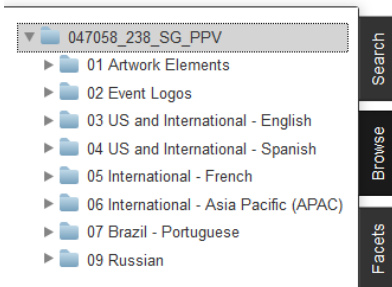 047058_238_SG_PPV
01 Artwork Elements
02 Event Logos
03 US and International - English
04 US and International - Spanish
05 International - French
06 International - Asia Pacific (APAC)
07 Brazil - Portuguese
09 Russian
Search
Browse
Facets